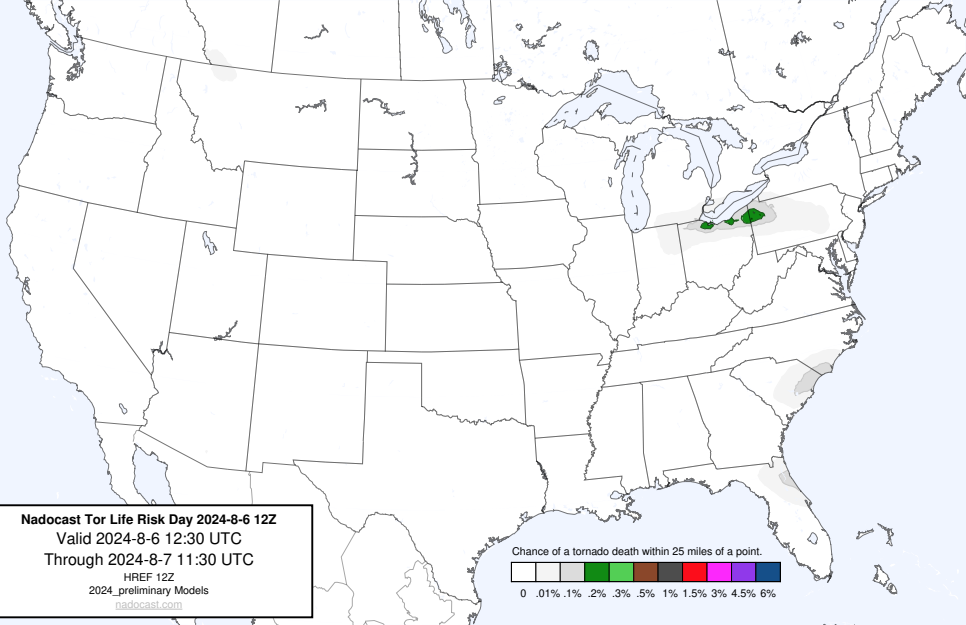 Nadocast Tor Life Risk Day 2024-8-6 12Z
Valid 2024-8-6 12:30 UTC
Through 2024-8-7 11:30 UTC
HREF 12Z
2024_preliminary Models
nadocast.com
Chance of a tornado death within 25 miles of a point.
0 .01% .1% .2% .3% .5% 1% 1.5% 3% 4.5% 6%